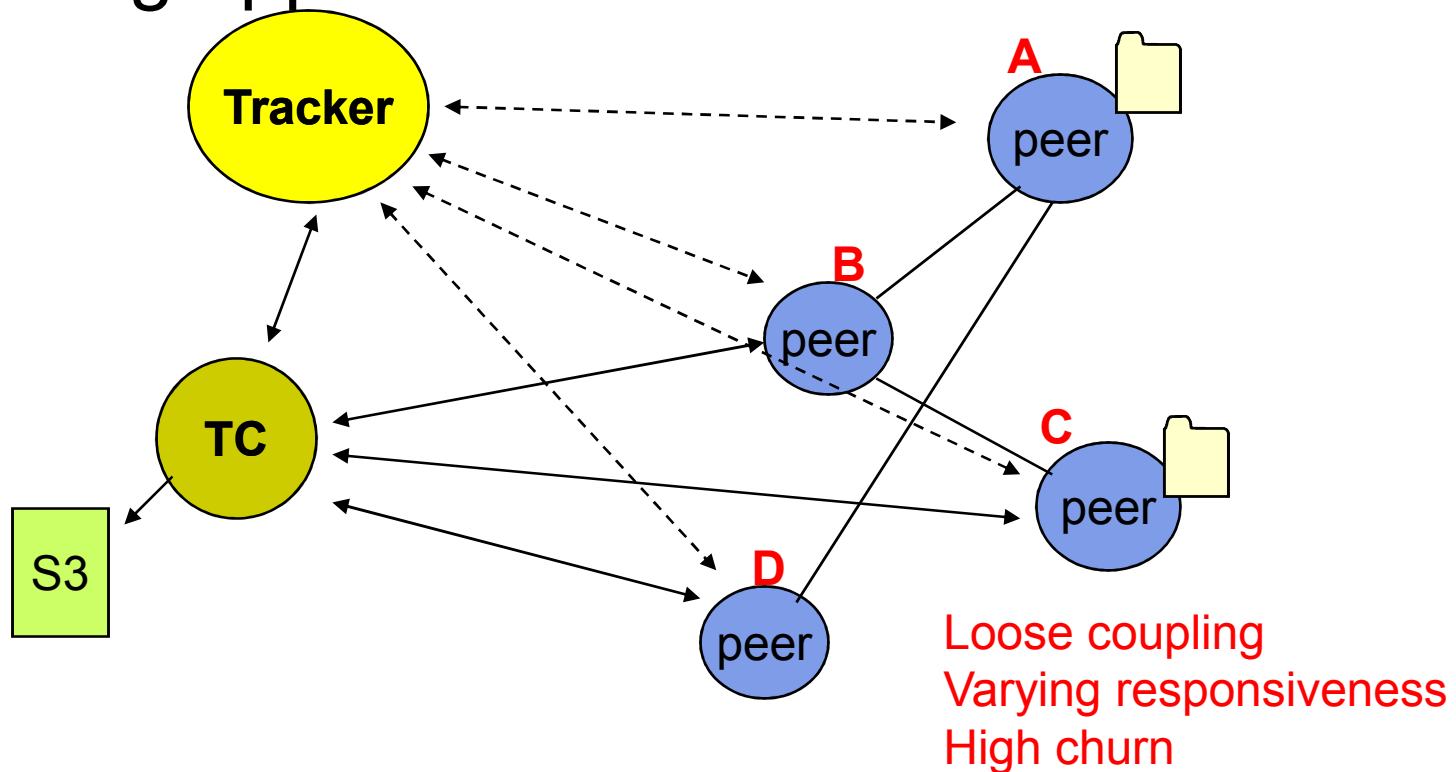 Tracker
A
peer
B
peer
TC
C
peer
S3
D
peer
Loose coupling
Varying responsiveness
High churn